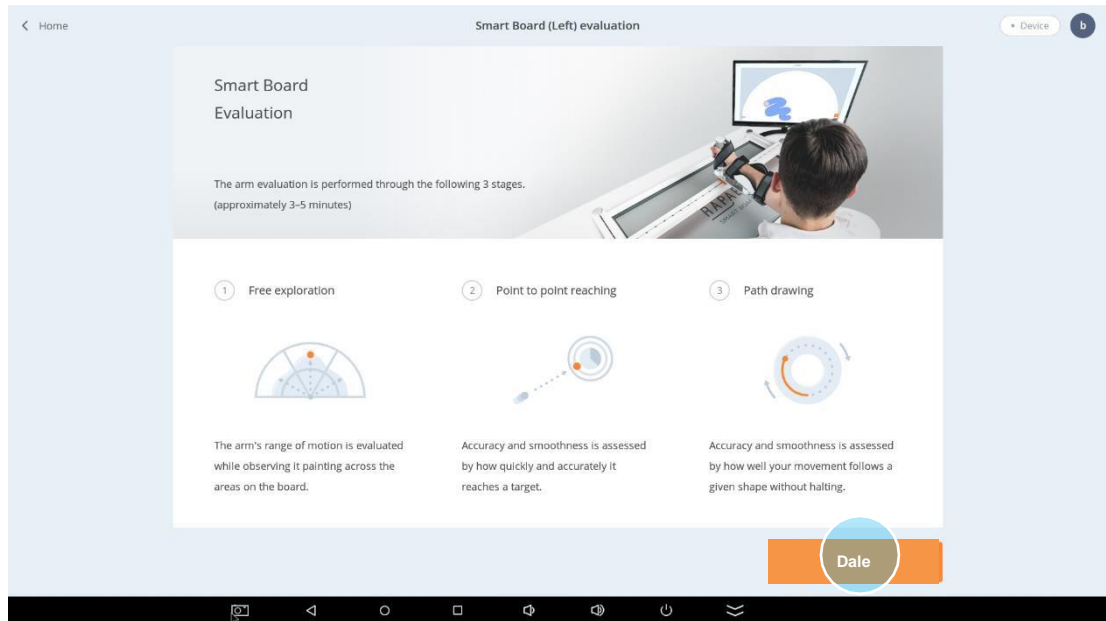 Home
Smart Board (Left) evaluation
• Device
b
Smart Board
Evaluation
The arm evaluation is performed through the following 3 stages.
(approximately 3–5 minutes)
1 Free exploration
The arm's range of motion is evaluated
while observing it painting across the
areas on the board.
2 Point to point reaching
Accuracy and smoothness is assessed
by how quickly and accurately it
reaches a target.
3 Path drawing
Accuracy and smoothness is assessed
by how well your movement follows a
given shape without halting.
Dale